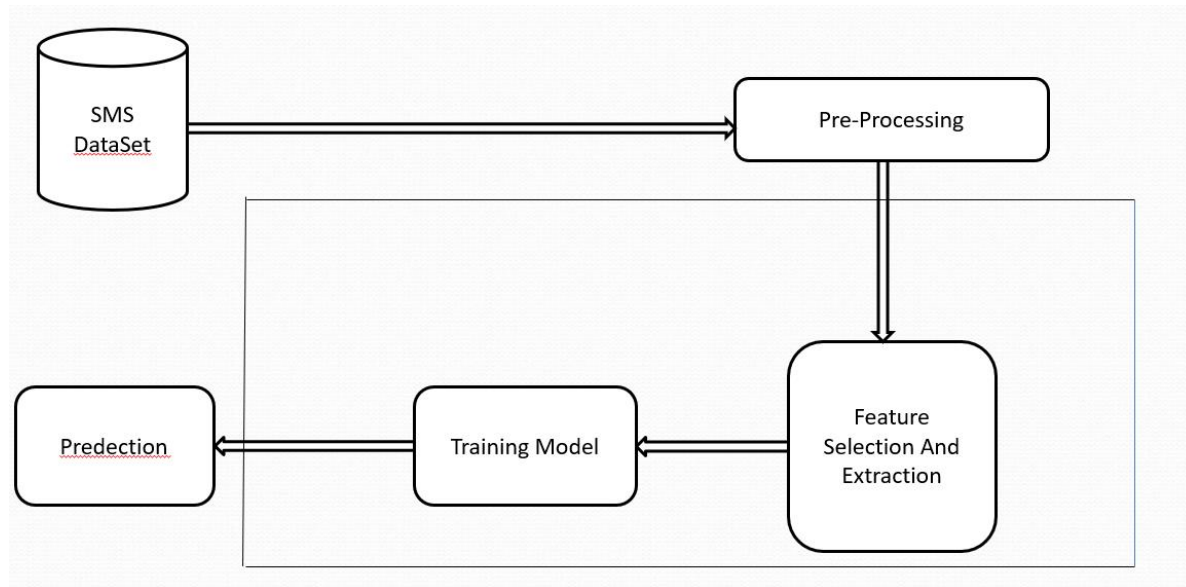 SMS
DataSet
Pre-Processing
Feature
Selection And
Extraction
Training Model
Predection